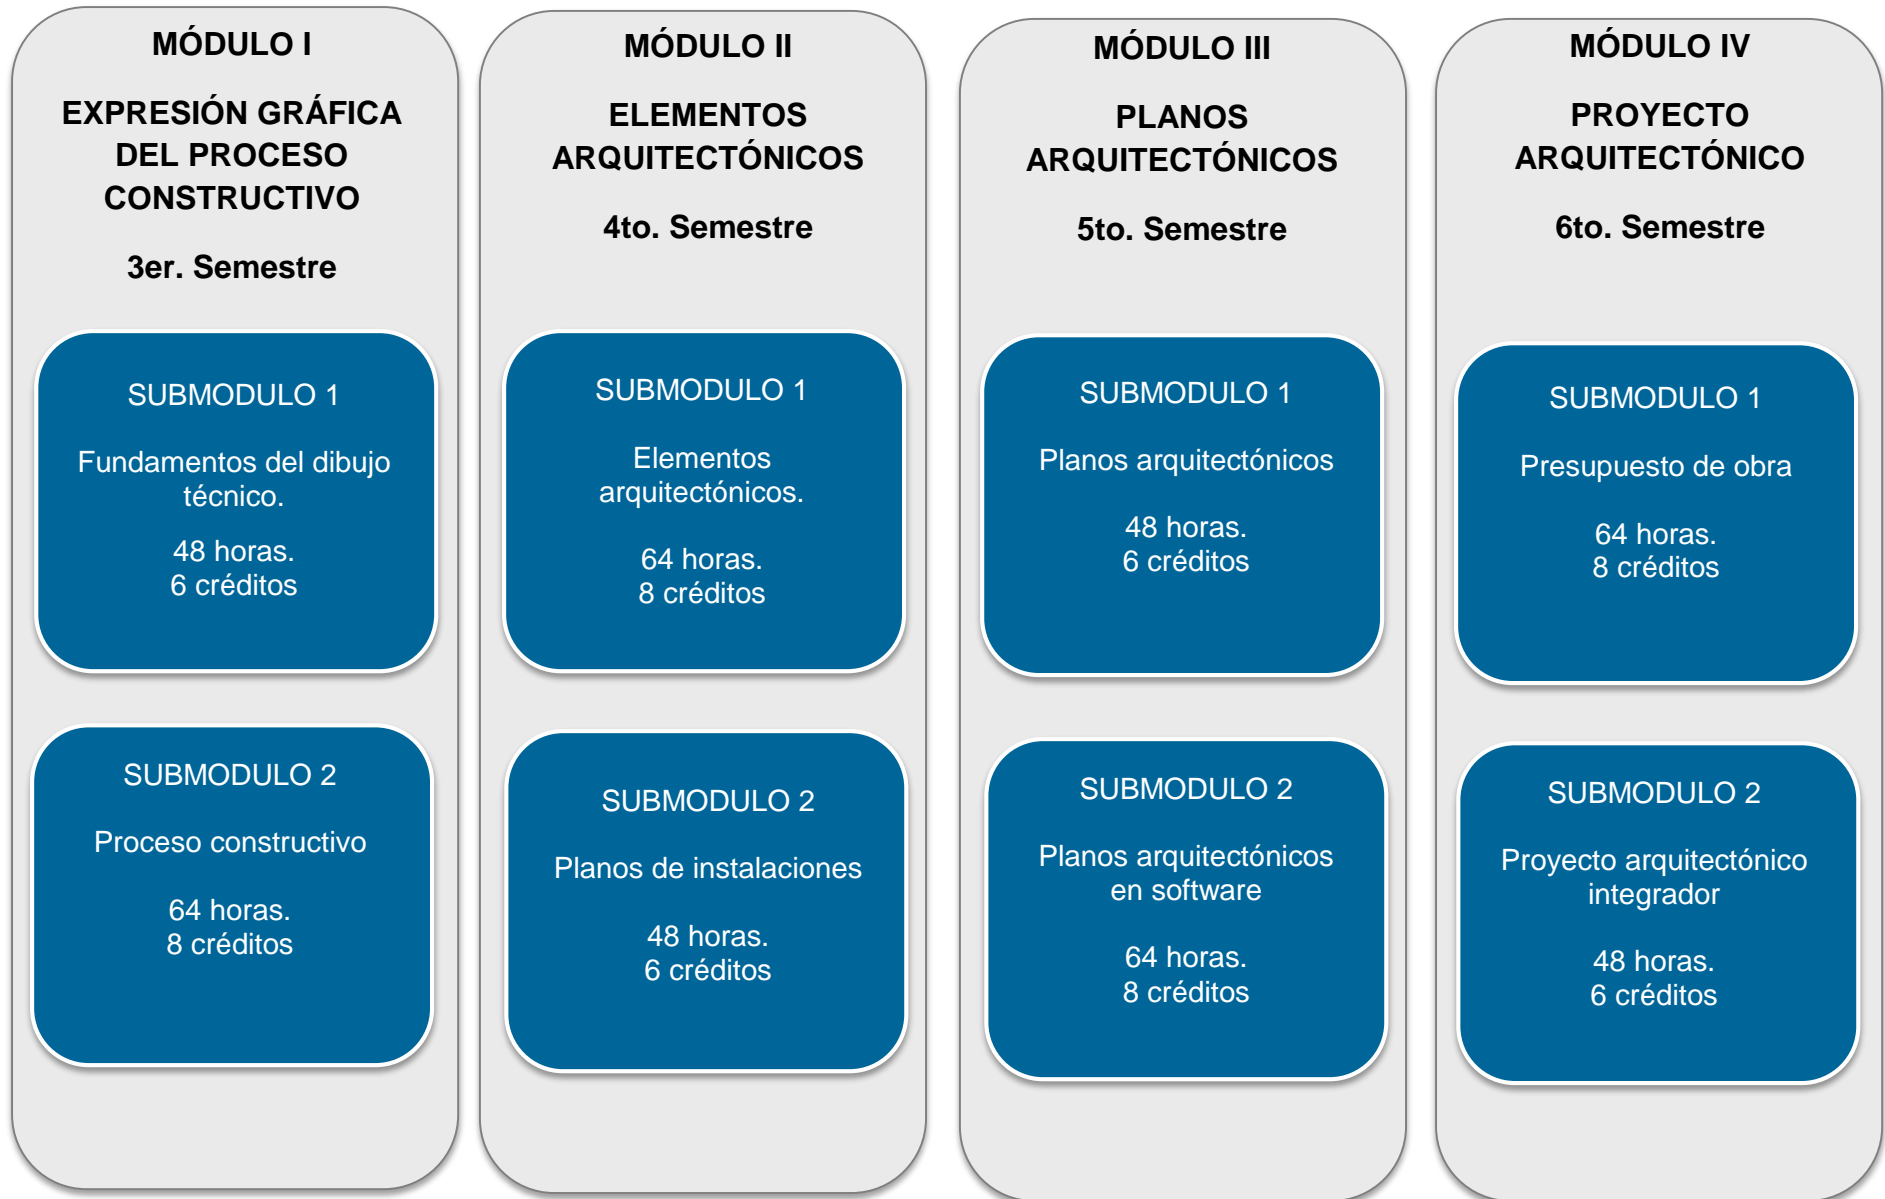 MÓDULO I
EXPRESIÓN GRÁFICA
DEL PROCESO
CONSTRUCTIVO
3er. Semestre
SUBMODULO 1
Fundamentos del dibujo
técnico.
48 horas.
6 créditos
SUBMODULO 2
Proceso constructivo
64 horas.
8 créditos
MÓDULO II
ELEMENTOS
ARQUITECTÓNICOS
4to. Semestre
SUBMODULO 1
Elementos
arquitectónicos.
64 horas.
8 créditos
SUBMODULO 2
Planos de instalaciones
48 horas.
6 créditos
MÓDULO III
PLANOS
ARQUITECTÓNICOS
5to. Semestre
SUBMODULO 1
Planos arquitectónicos
48 horas.
6 créditos
SUBMODULO 2
Planos arquitectónicos
en software
64 horas.
8 créditos
MÓDULO IV
PROYECTO
ARQUITECTÓNICO
6to. Semestre
SUBMODULO 1
Presupuesto de obra
64 horas.
8 créditos
SUBMODULO 2
Proyecto arquitectónico
integrador
48 horas.
6 créditos